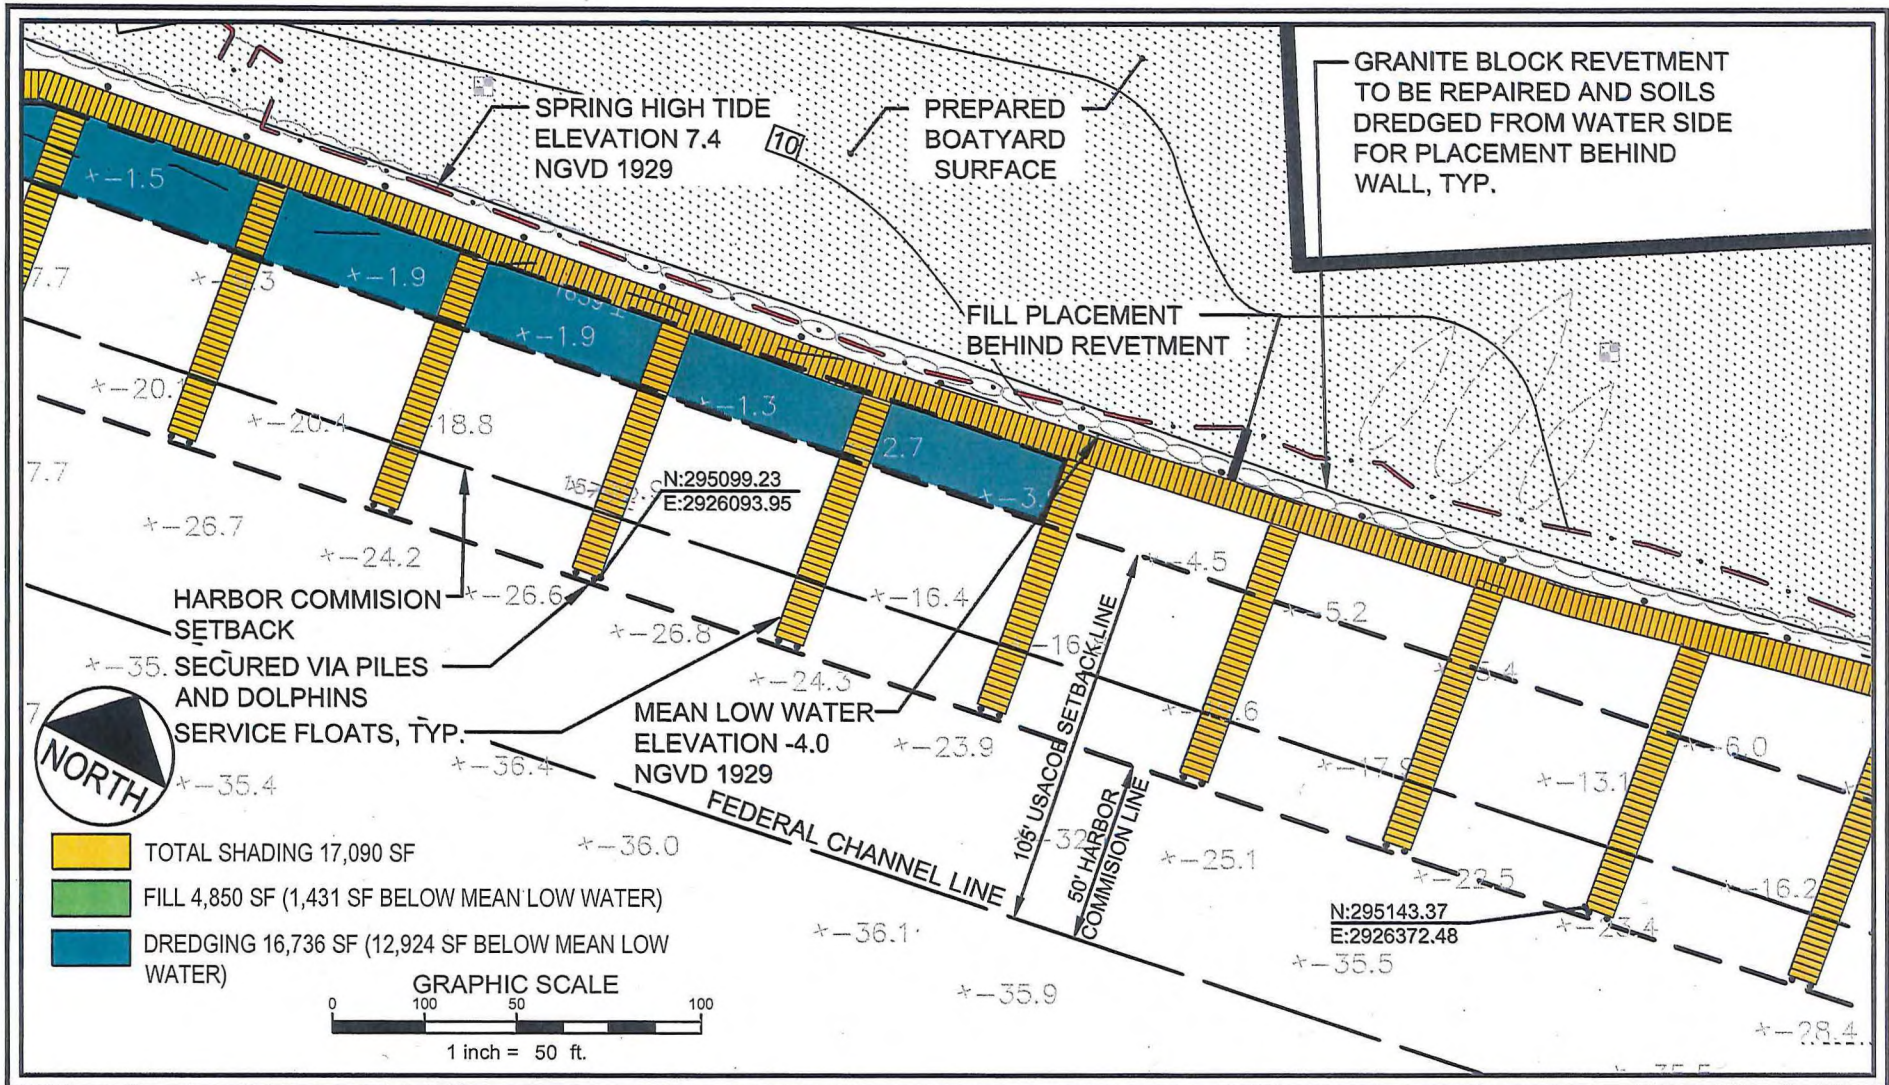 SPRING HIGH TIDE
ELEVATION 7.4
NGVD 1929
10
PREPARED
BOATYARD
SURFACE
GRANITE BLOCK REVETMENT
TO BE REPAIRED AND SOILS
DREDGED FROM WATER SIDE
FOR PLACEMENT BEHIND
WALL, TYP.
FILL PLACEMENT
BEHIND REVETMENT
-1.5
-1.9
-1.9
-1.3
2.7
7.7
-20.4
18.8
N:295099.23
E:2926093.95
7.7
-26.7
-24.2
-26.6
-26.8
-24.3
-16.4
-23.9
-4.5
-5.2
5.4
-6.0
HARBOR COMMISION
SETBACK
SECURED VIA PILES
AND DOLPHINS
SERVICE FLOATS, TYP.
MEAN LOW WATER
ELEVATION -4.0
NGVD 1929
-13.1
105' USACOE SETBACK LINE
50' HARBOR
COMMISION LINE
FEDERAL CHANNEL LINE
NORTH
-35.4
-36.4
-36.0
-25.1
-22.5
-16.2
-23.4
N:295143.37
E:2926372.48
-36.1
-35.5
-35.9
-28.4
TOTAL SHADING 17,090 SF
FILL 4,850 SF (1,431 SF BELOW MEAN LOW WATER)
DREDGING 16,736 SF (12,924 SF BELOW MEAN LOW
WATER)
GRAPHIC SCALE
0 100 50 100
1 inch = 50 ft.